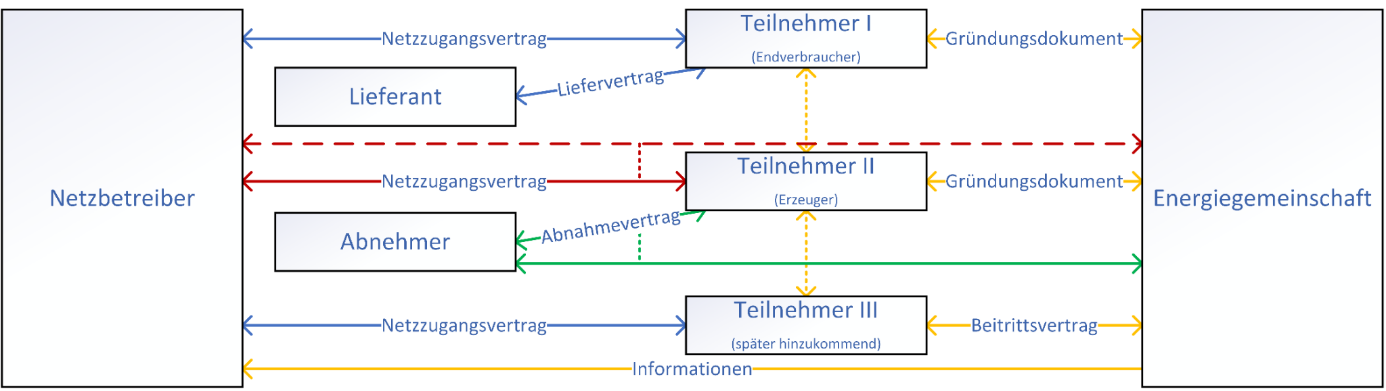 Netzbetreiber
Netzzugangsvertrag
Teilnehmer I
(Endverbraucher)
Gründungsdokument
Lieferant
Liefervertrag
Netzzugangsvertrag
Teilnehmer II
(Erzeuger)
Gründungsdokument
Energiegemeinschaft
Abnehmer
Abnahmevertrag
Netzzugangsvertrag
Teilnehmer III
(später hinzukommend)
Beitrittsvertrag
Informationen